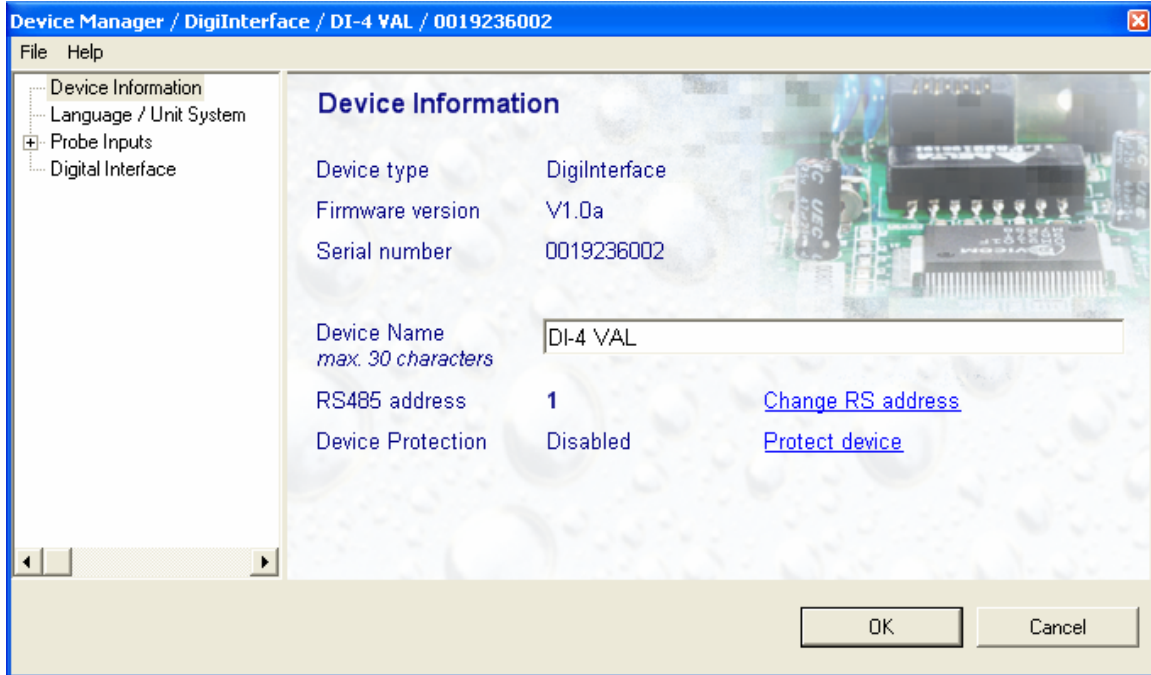 Device Manager / DigiInterface / DI-4 VAL / 0019236002
File Help
Device Information
Language / Unit System
Probe Inputs
Digital Interface
Device Information
Device type DigiInterface
Firmware version V1.0a
Serial number 0019236002
Device Name DI-4 VAL
max. 30 characters
RS485 address 1 Change RS address
Device Protection Disabled Protect device
OK Cancel